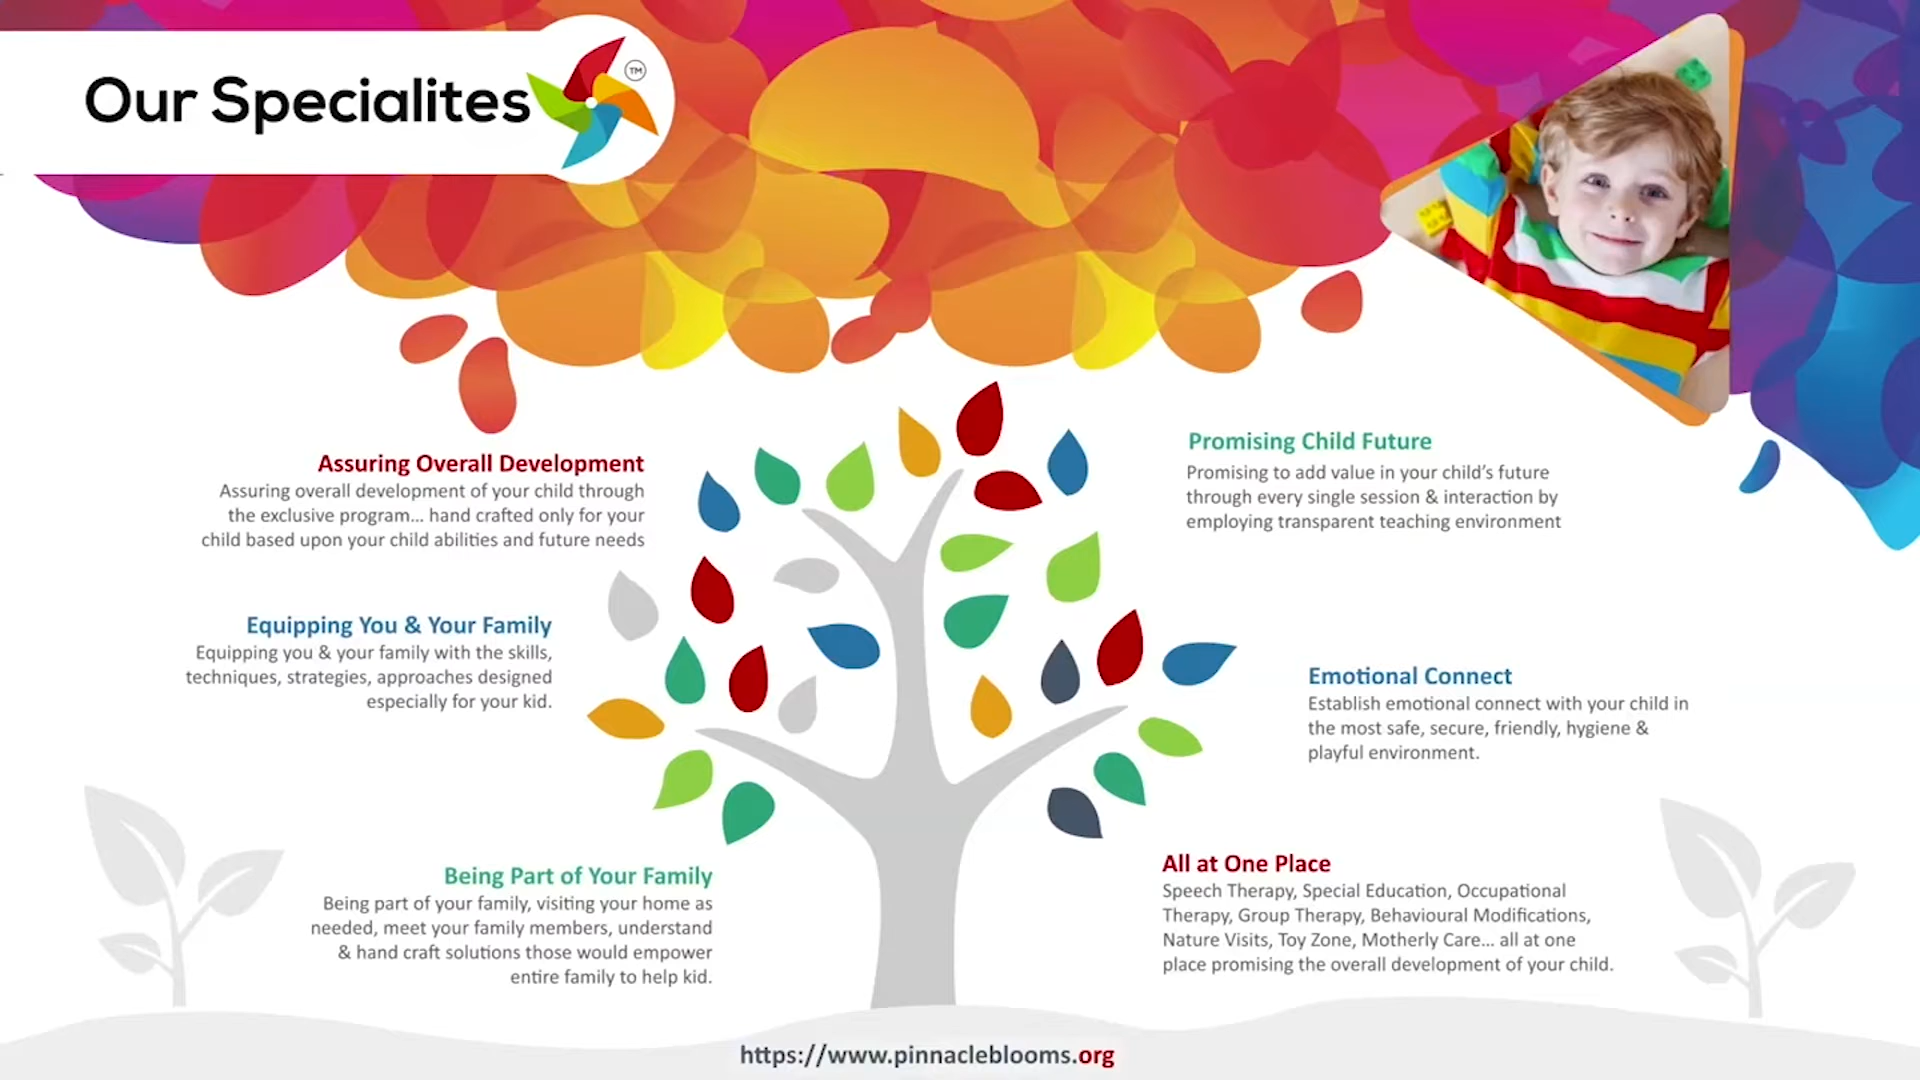 Our Specialites
TM
Assuring Overall Development
Assuring overall development of your child through
the exclusive program... hand crafted only for your
child based upon your child abilities and future needs
Equipping You & Your Family
Equipping you & your family with the skills,
techniques, strategies, approaches designed
especially for your kid.
Being Part of Your Family
Being part of your family, visiting your home as
needed, meet your family members, understand
& hand craft solutions those would empower
entire family to help kid.
Promising Child Future
Promising to add value in your child's future
through every single session & interaction by
employing transparent teaching environment
Emotional Connect
Establish emotional connect with your child in
the most safe, secure, friendly, hygiene &
playful environment.
All at One Place
Speech Therapy, Special Education, Occupational
Therapy, Group Therapy, Behavioural Modifications,
Nature Visits, Toy Zone, Motherly Care... all at one
place promising the overall development of your child.
https://www.pinnacleblooms.org